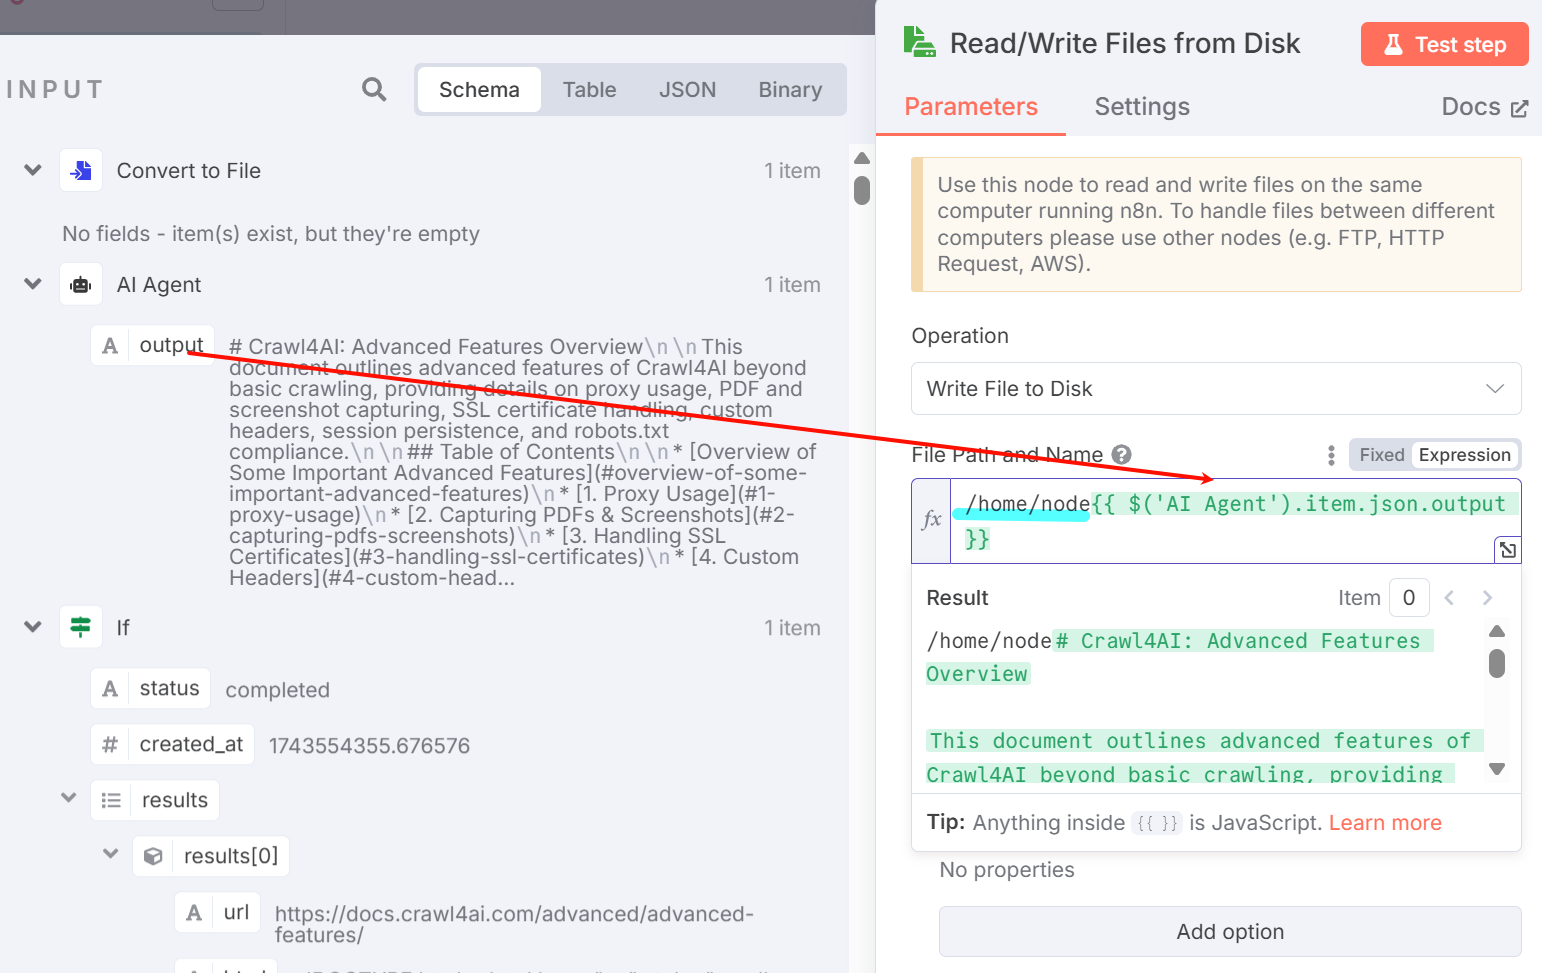 INPUT
Schema
Table
JSON
Binary
Convert to File
1 item
No fields - item(s) exist, but they're empty
AI Agent
1 item
A output
# Crawl4AI: Advanced Features Overview\n\nThis
document outlines advanced features of Crawl4AI beyond
basic crawling, providing details on proxy usage, PDF and
screenshot capturing, SSL certificate handling, custom
headers, session persistence, and robots.txt
compliance.\n\n## Table of Contents\n\n* [Overview of
Some Important Advanced Features](#overview-of-some-
important-advanced-features)\n* [1. Proxy Usage](#1-
proxy-usage)\n* [2. Capturing PDFs & Screenshots](#2-
capturing-pdfs-screenshots)\n* [3. Handling SSL
Certificates](#3-handling-ssl-certificates)\n* [4. Custom
Headers](#4-custom-head...
If
1 item
A status completed
# created_at 1743554355.676576
results
results[0]
A url https://docs.crawl4ai.com/advanced/advanced-
features/
Read/Write Files from Disk
Test step
Parameters
Settings
Docs
Use this node to read and write files on the same
computer running n8n. To handle files between different
computers please use other nodes (e.g. FTP, HTTP
Request, AWS).
Operation
Write File to Disk
File Path and Name
Fixed
Expression
fx
/home/node{{ $('AI Agent').item.json.output
}}
Result
Item 0
/home/node# Crawl4AI: Advanced Features
Overview
This document outlines advanced features of
Crawl4AI beyond basic crawling, providing
Tip: Anything inside {{ }} is JavaScript. Learn more
No properties
Add option